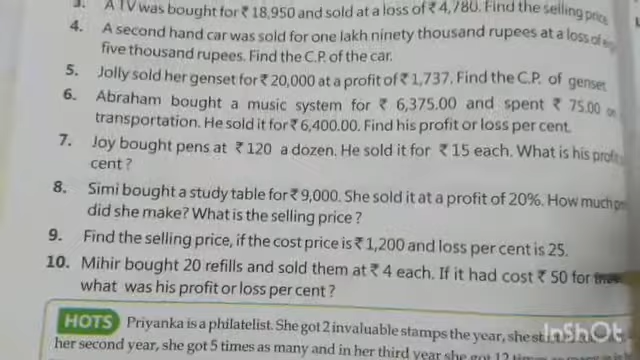 3. A TV was bought for ₹ 18,950 and sold at a loss of ₹ 4,780. Find the selling price
4. A second hand car was sold for one lakh ninety thousand rupees at a loss of
five thousand rupees. Find the C.P. of the car.
5. Jolly sold her genset for ₹ 20,000 at a profit of ₹ 1,737. Find the C.P. of genset
6. Abraham bought a music system for ₹ 6,375.00 and spent ₹ 75.00 on
transportation. He sold it for ₹ 6,400.00. Find his profit or loss per cent.
7. Joy bought pens at ₹ 120 a dozen. He sold it for ₹ 15 each. What is his profit
cent?
8. Simi bought a study table for ₹ 9,000. She sold it at a profit of 20%. How much
did she make? What is the selling price?
9. Find the selling price, if the cost price is ₹ 1,200 and loss per cent is 25.
10. Mihir bought 20 refills and sold them at ₹ 4 each. If it had cost ₹ 50 for
what was his profit or loss per cent?
HOTS Priyanka is a philatelist. She got 2 invaluable stamps the year, she
her second year, she got 5 times as many and in her third year she got 12
InShOt